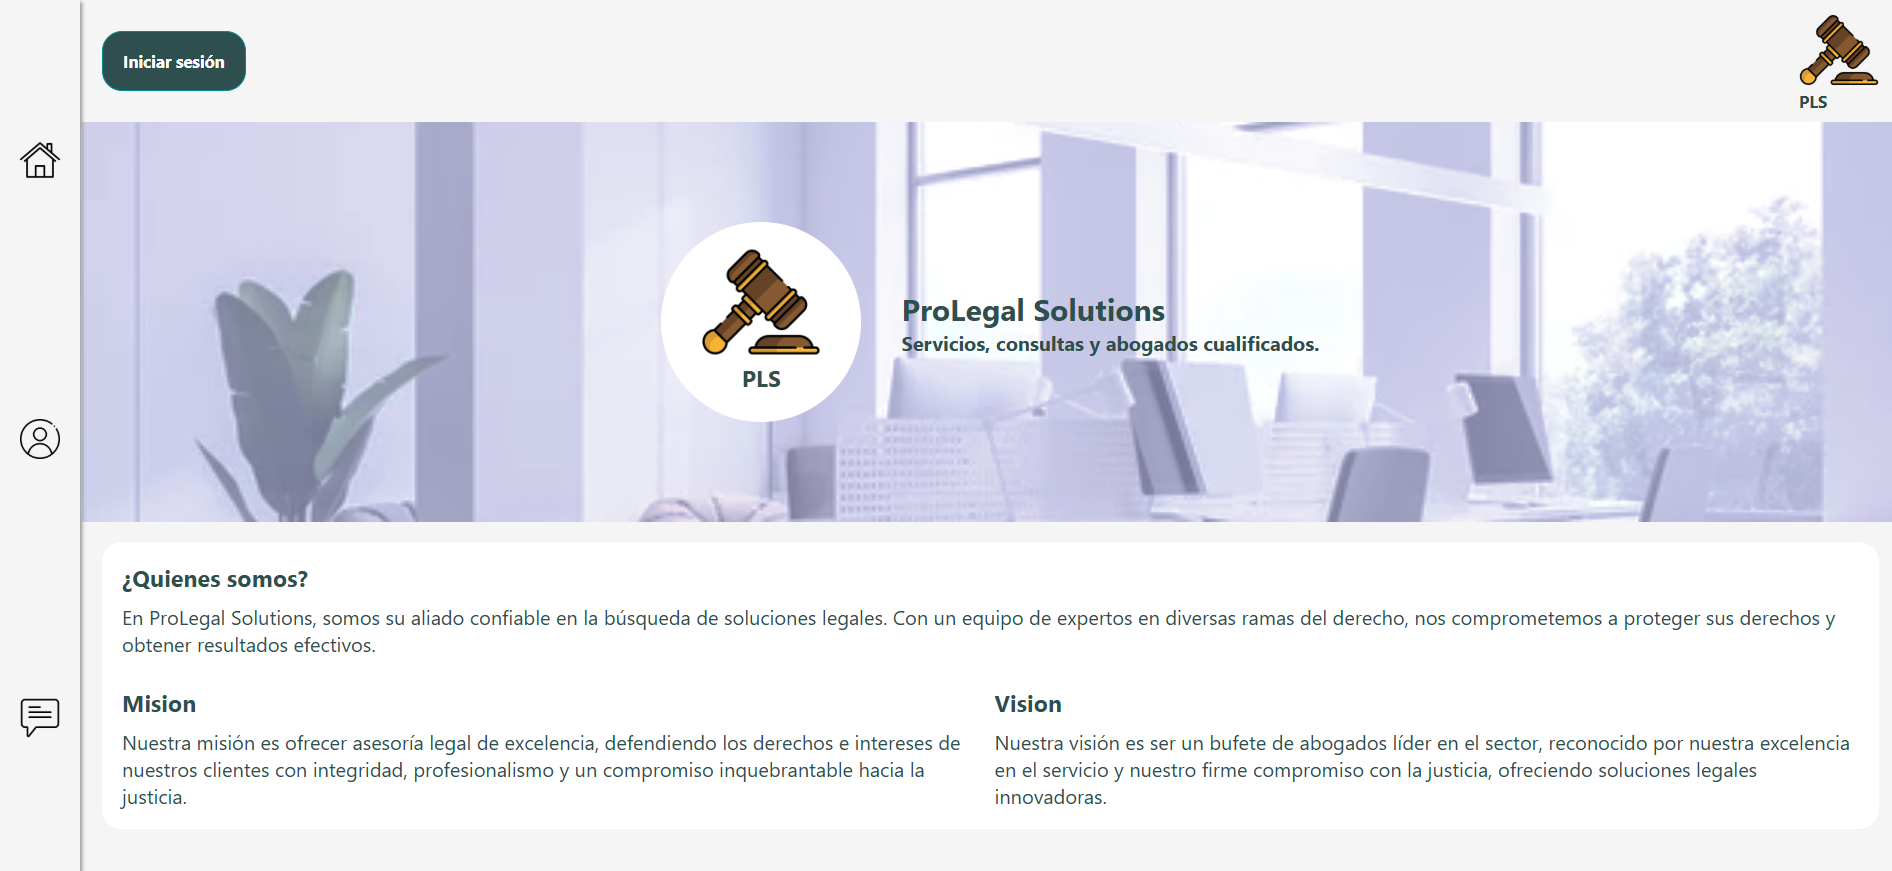 Iniciar sesión
PLS
PLS
ProLegal Solutions
Servicios, consultas y abogados cualificados.
¿Quienes somos?
En ProLegal Solutions, somos su aliado confiable en la búsqueda de soluciones legales. Con un equipo de expertos en diversas ramas del derecho, nos comprometemos a proteger sus derechos y
obtener resultados efectivos.
Mision
Nuestra misión es ofrecer asesoría legal de excelencia, defendiendo los derechos e intereses de
nuestros clientes con integridad, profesionalismo y un compromiso inquebrantable hacia la
justicia.
Vision
Nuestra visión es ser un bufete de abogados líder en el sector, reconocido por nuestra excelencia
en el servicio y nuestro firme compromiso con la justicia, ofreciendo soluciones legales
innovadoras.